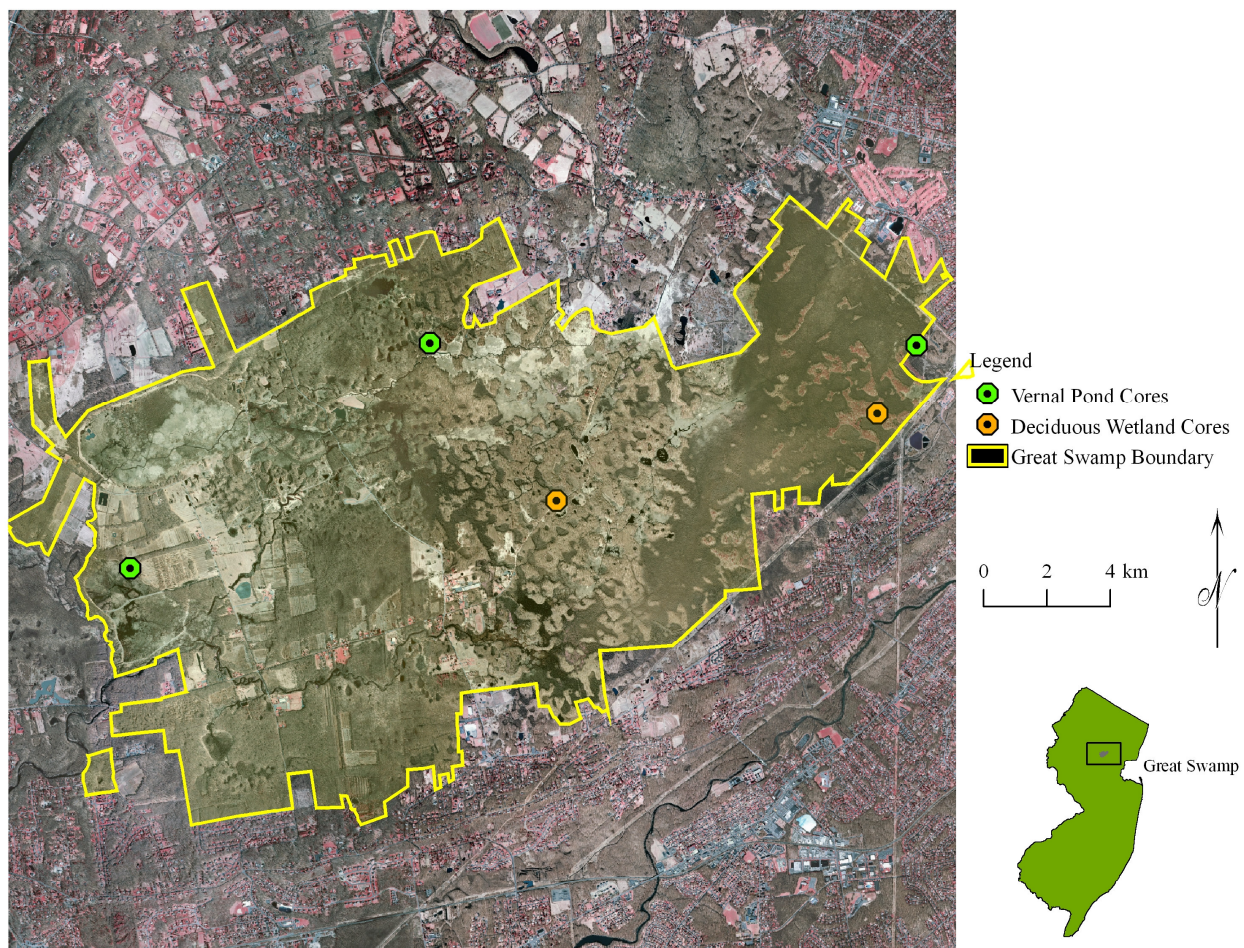 Legend
Vernal Pond Cores
Deciduous Wetland Cores
Great Swamp Boundary
0 2 4 km
N
Great Swamp